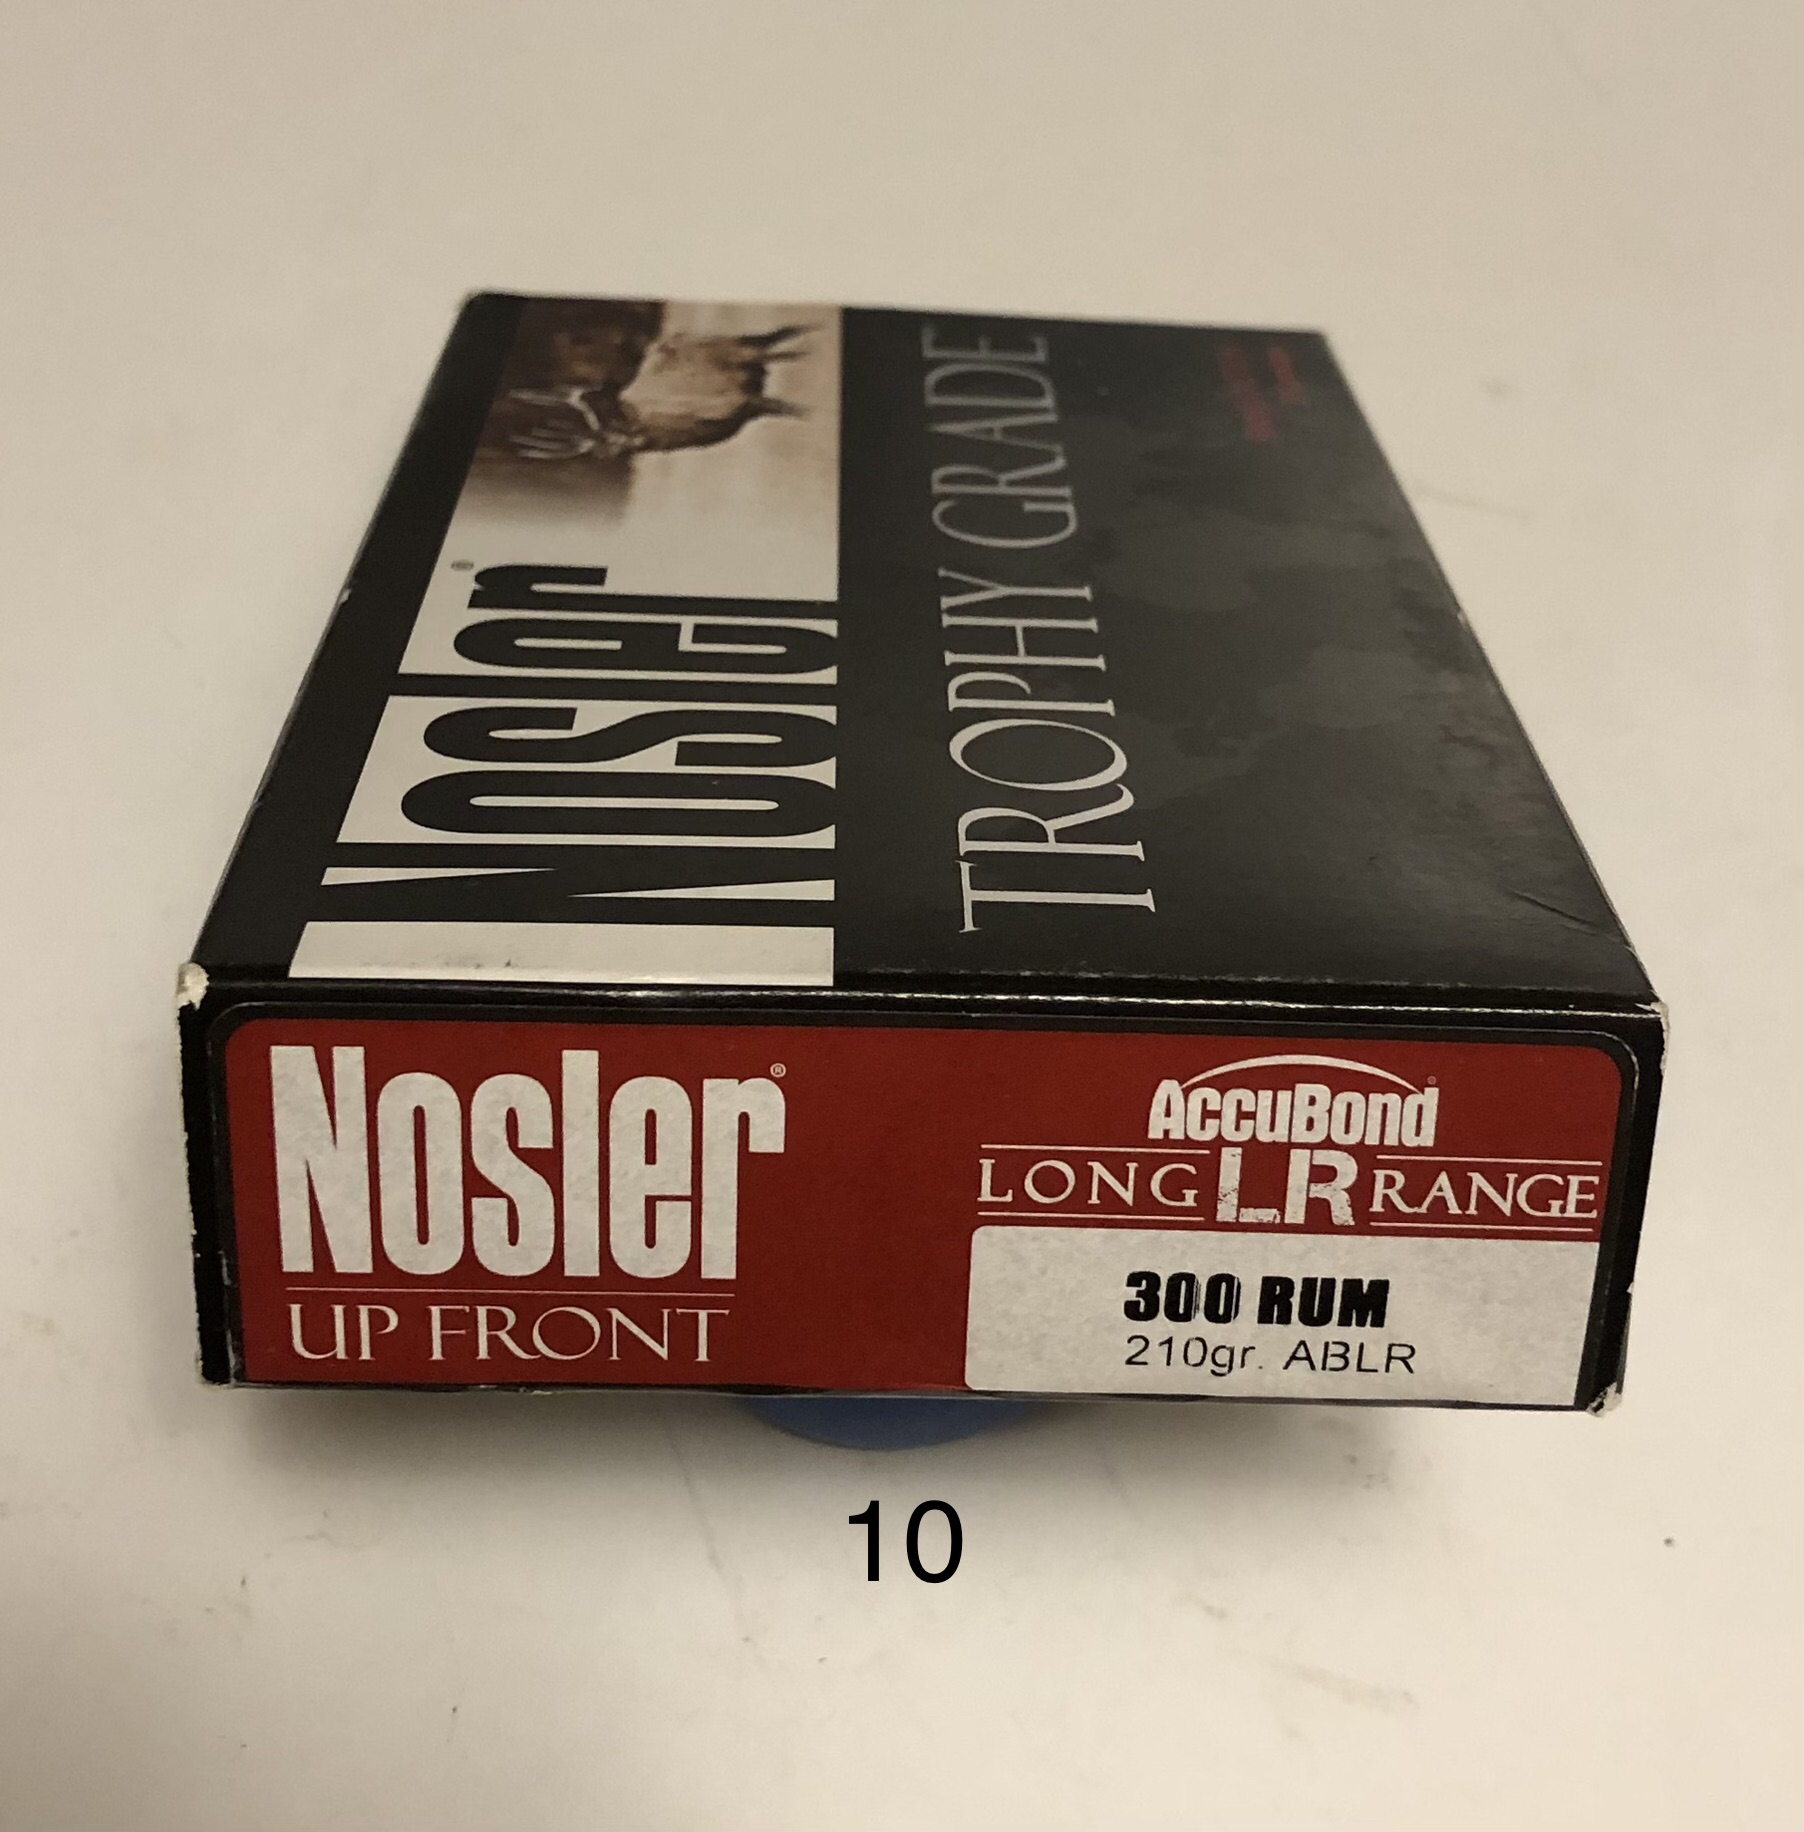 Nosler®
TROPHY GRADE
Nosler®
UP FRONT
AccuBond®
LONG LR RANGE
300 RUM
210gr. ABLR
10